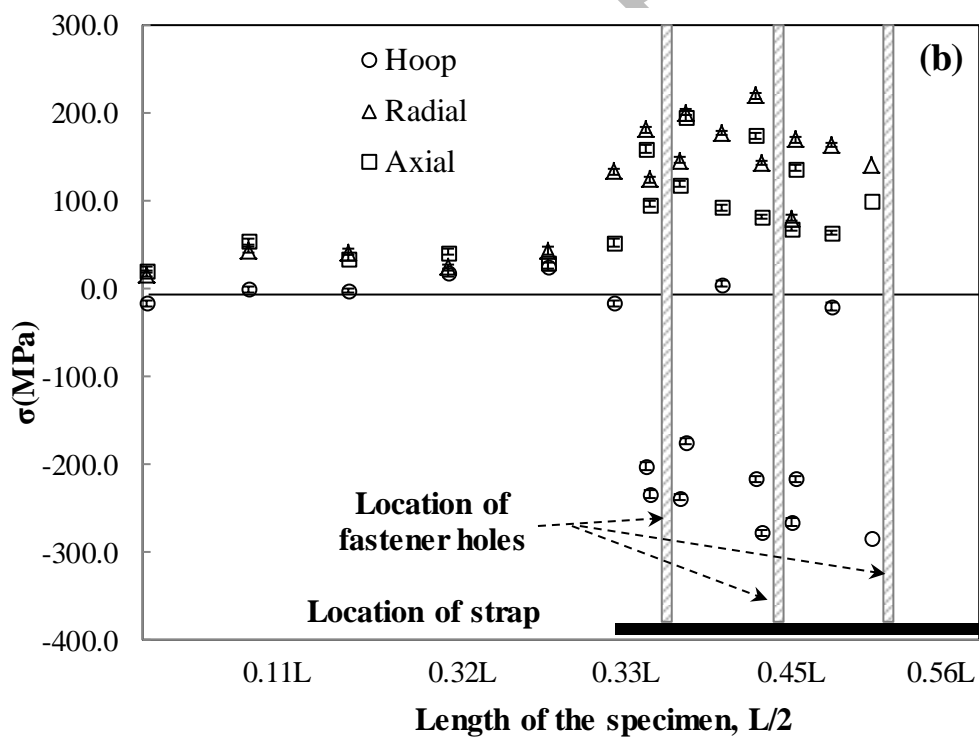 300.0
(b)
Hoop
200.0
Radial
Axial
100.0
0.0
σ(MPa)
-100.0
-200.0
Location of
fastener holes
-300.0
Location of strap
-400.0
0.11L
0.32L
0.33L
0.45L
0.56L
Length of the specimen, L/2